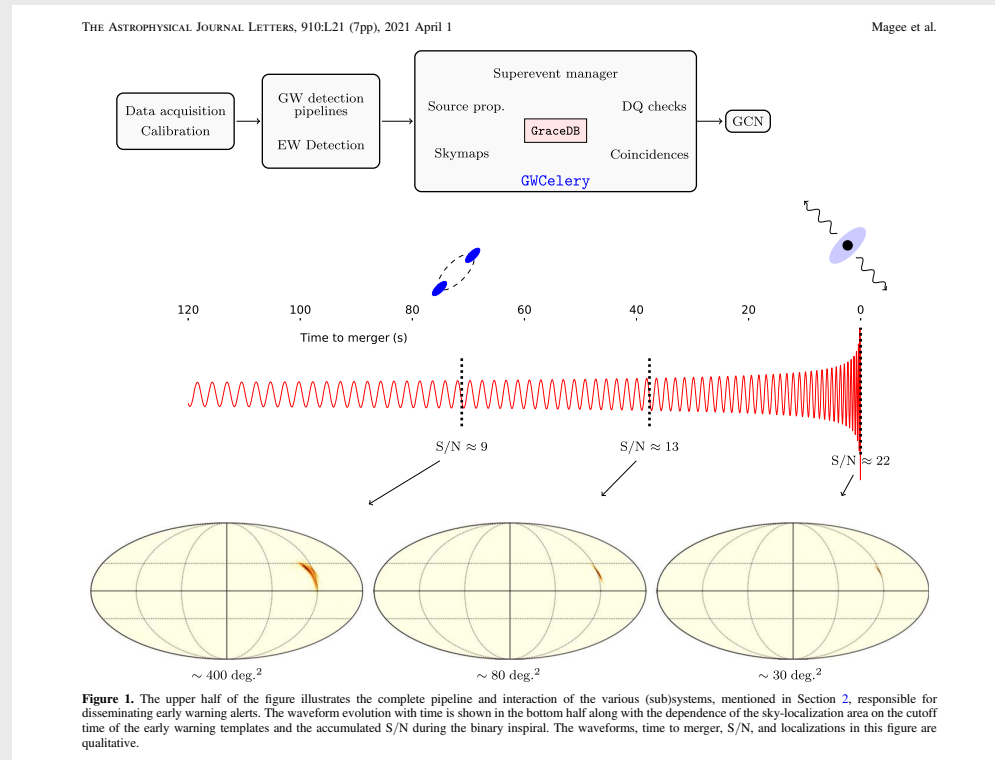 THE ASTROPHYSICAL JOURNAL LETTERS, 910:L21 (7pp), 2021 April 1
Magee et al.
Data acquisition
Calibration
GW detection
pipelines
EW Detection
Superevent manager
Source prop.
DQ checks
GraceDB
Skymaps
Coincidences
GWCelery
GCN
120 100 80 60 40 20 0
Time to merger (s)
S/N ≈ 9
S/N ≈ 13
S/N ≈ 22
∼ 400 deg.²
∼ 80 deg.²
∼ 30 deg.²
Figure 1. The upper half of the figure illustrates the complete pipeline and interaction of the various (sub)systems, mentioned in Section 2, responsible for
disseminating early warning alerts. The waveform evolution with time is shown in the bottom half along with the dependence of the sky-localization area on the cutoff
time of the early warning templates and the accumulated S/N during the binary inspiral. The waveforms, time to merger, S/N, and localizations in this figure are
qualitative.